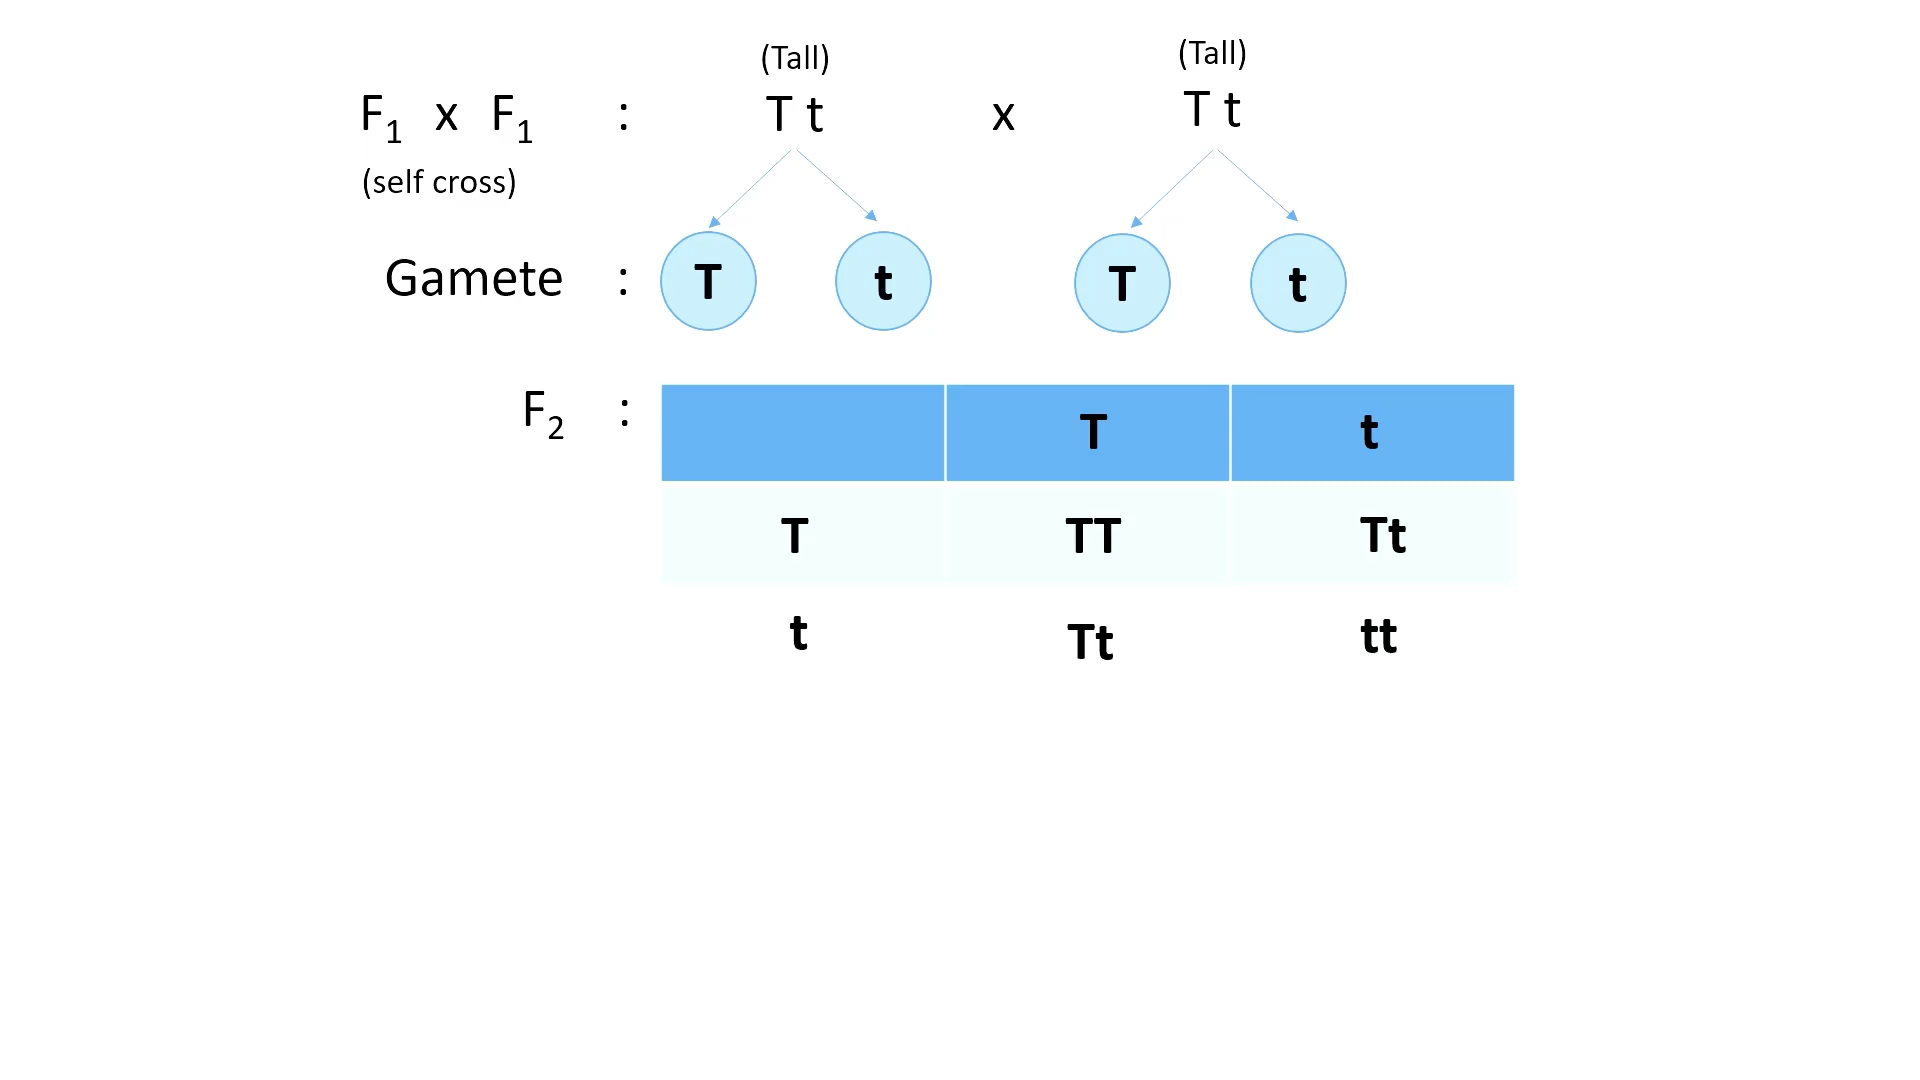 (Tall) (Tall)
F₁ x F₁ : T t x T t
(self cross)
Gamete : T t T t
F₂ : T t
T TT Tt
t Tt tt